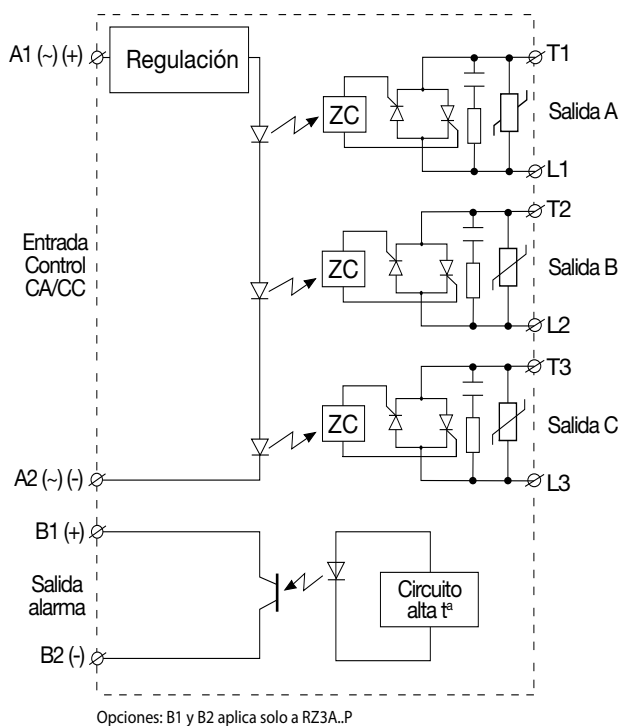 A1 (~) (+)
Regulación
T1
ZC
Salida A
L1
T2
Entrada
Control
CA/CC
ZC
Salida B
L2
T3
ZC
Salida C
A2 (~) (-)
L3
B1 (+)
Salida
alarma
Circuito
alta tª
B2 (-)
Opciones: B1 y B2 aplica solo a RZ3A..P